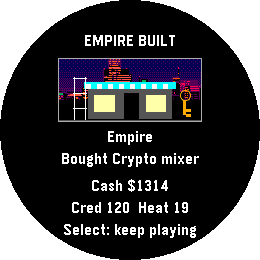 EMPIRE BUILT
Empire
Bought Crypto mixer
Cash $1314
Cred 120 Heat 19
Select: keep playing